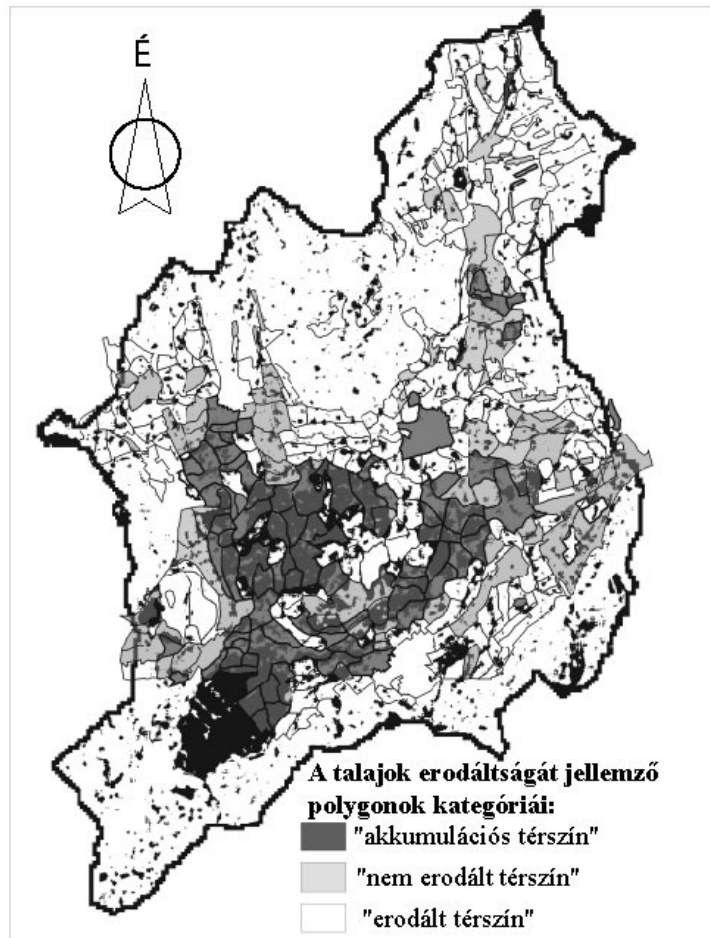 É
A talajok erodáltságát jellemző
polygonok kategóriái:
"akkumulációs térszín"
"nem erodált térszín"
"erodált térszín"